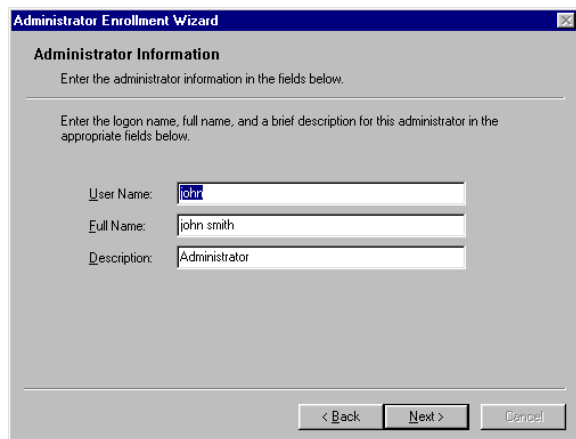 Administrator Enrollment Wizard
Administrator Information
Enter the administrator information in the fields below.
Enter the logon name, full name, and a brief description for this administrator in the
appropriate fields below.
User Name: john
Full Name: john smith
Description: Administrator
< Back Next > Cancel